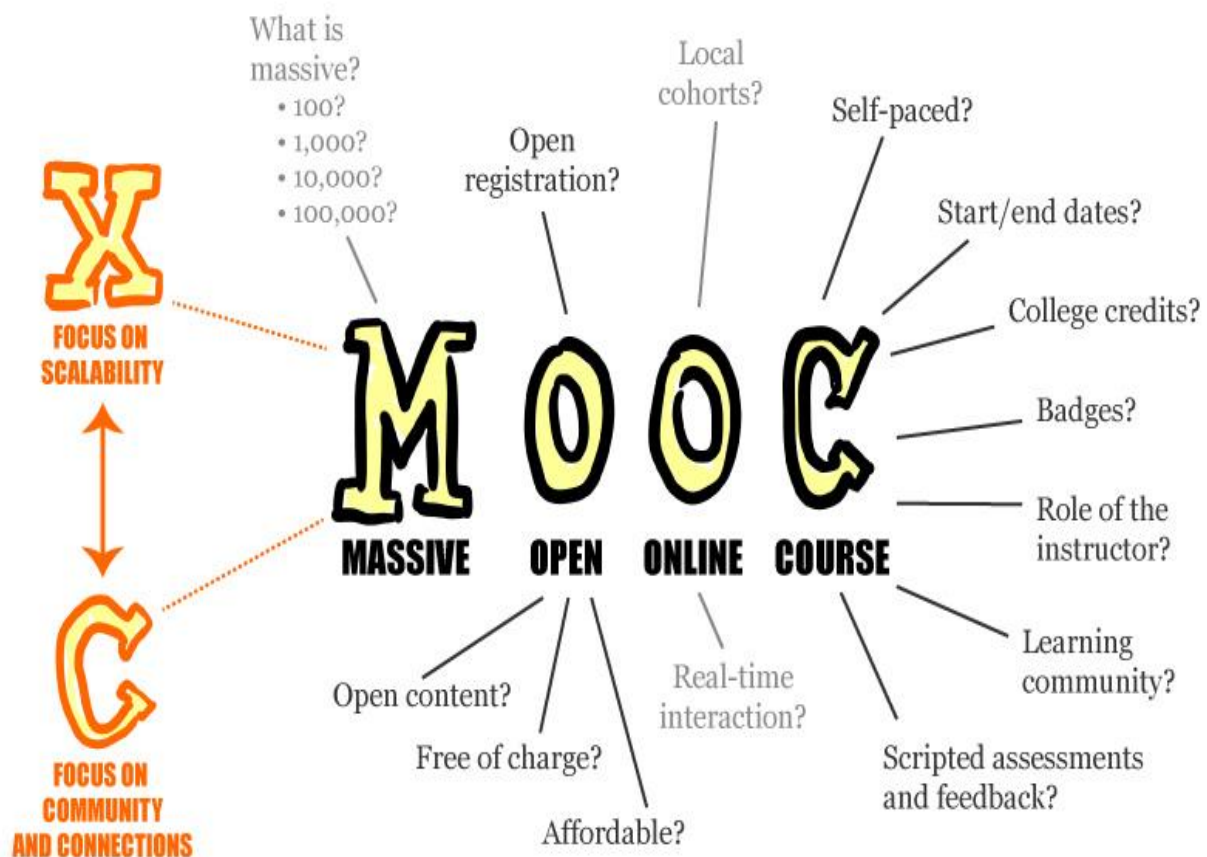 What is
massive?
• 100?
• 1,000?
• 10,000?
• 100,000?
Open
registration?
Local
cohorts?
Self-paced?
Start/end dates?
College credits?
Badges?
Role of the
instructor?
Learning
community?
Scripted assessments
and feedback?
X
FOCUS ON
SCALABILITY
C
FOCUS ON
COMMUNITY
AND CONNECTIONS
MOOC
MASSIVE OPEN ONLINE COURSE
Open content?
Free of charge?
Affordable?
Real-time
interaction?